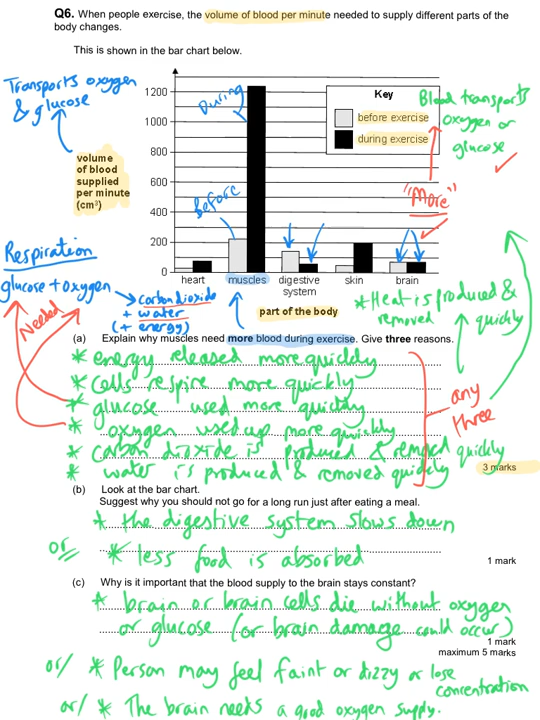 Q6. When people exercise, the volume of blood per minute needed to supply different parts of the
body changes.
This is shown in the bar chart below.
Transports oxygen
& glucose
volume
of blood
supplied
per minute
(cm³)
1200
1000
800
600
400
200
0
During
Before
Key
before exercise
during exercise
Blood transports
oxygen or
glucose
"More"
heart
muscles
digestive
system
skin
brain
part of the body
Respiration
glucose + oxygen
carbon dioxide
+ water
(+ energy)
Needed
* Heat is produced &
removed quickly
(a) Explain why muscles need more blood during exercise. Give three reasons.
* energy released more quickly
* Cells respire more quickly
* glucose used more quickly
* oxygen used up more quickly
* Carbon dioxide is produced & removed quickly
* water is produced & removed quickly
any
three
3 marks
(b) Look at the bar chart.
Suggest why you should not go for a long run just after eating a meal.
* the digestive system slows down
or * less food is absorbed
1 mark
(c) Why is it important that the blood supply to the brain stays constant?
* brain or brain cells die without oxygen
or glucose (or brain damage could occur)
1 mark
maximum 5 marks
or/ * Person may feel faint or dizzy or lose
concentration
or/ * The brain needs a good oxygen supply.